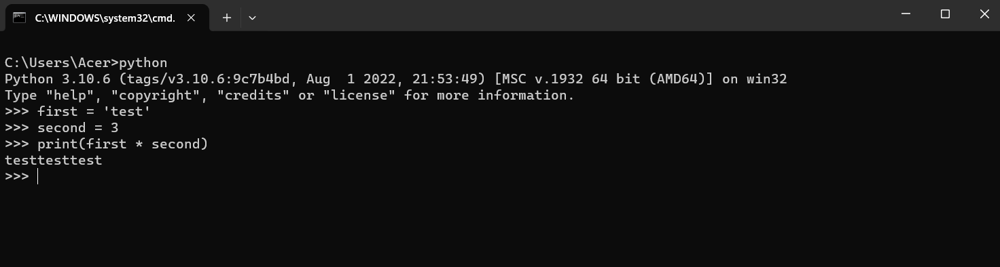 C:\WINDOWS\system32\cmd.
C:\Users\Acer>python
Python 3.10.6 (tags/v3.10.6:9c7b4bd, Aug  1 2022, 21:53:49) [MSC v.1932 64 bit (AMD64)] on win32
Type "help", "copyright", "credits" or "license" for more information.
>>> first = 'test'
>>> second = 3
>>> print(first * second)
testtesttest
>>>